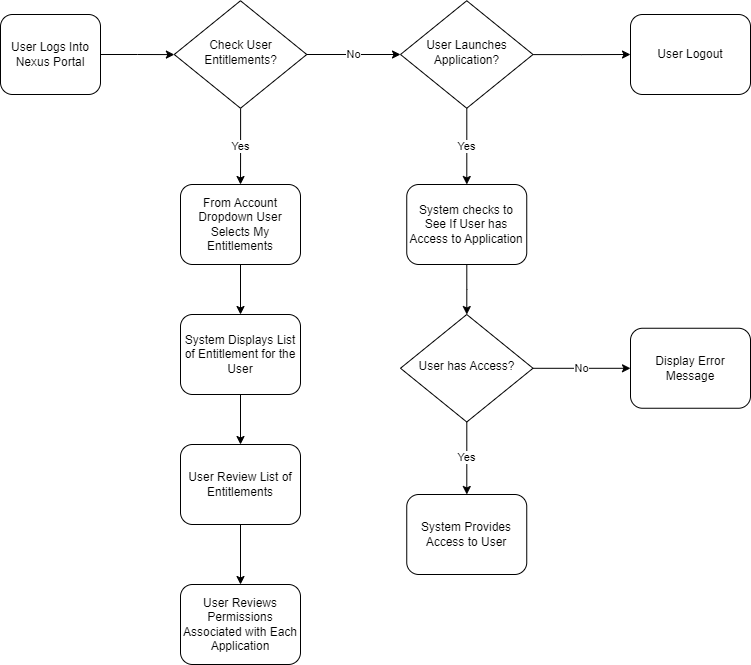 User Logs Into
Nexus Portal
Check User
Entitlements?
No
User Launches
Application?
User Logout
Yes
Yes
From Account
Dropdown User
Selects My
Entitlements
System checks to
See If User has
Access to Application
System Displays List
of Entitlement for the
User
User has Access?
No
Display Error
Message
User Review List of
Entitlements
Yes
System Provides
Access to User
User Reviews
Permissions
Associated with Each
Application